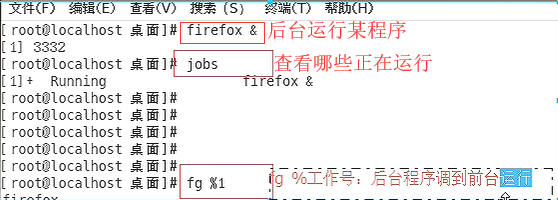 文件(F) 编辑(E) 查看(V) 搜索 (S) 终端(T) 帮助(H)
[ root@localhost 桌面]# firefox & 后台运行某程序
[1] 3332
[ root@localhost 桌面]# jobs 查看哪些正在运行
[1]+ Running firefox &
[ root@localhost 桌面]#
[ root@localhost 桌面]#
[ root@localhost 桌面]#
[ root@localhost 桌面]#
[ root@localhost 桌面]#
[ root@localhost 桌面]# fg %1 fg %工作号：后台程序调到前台运行
firefox